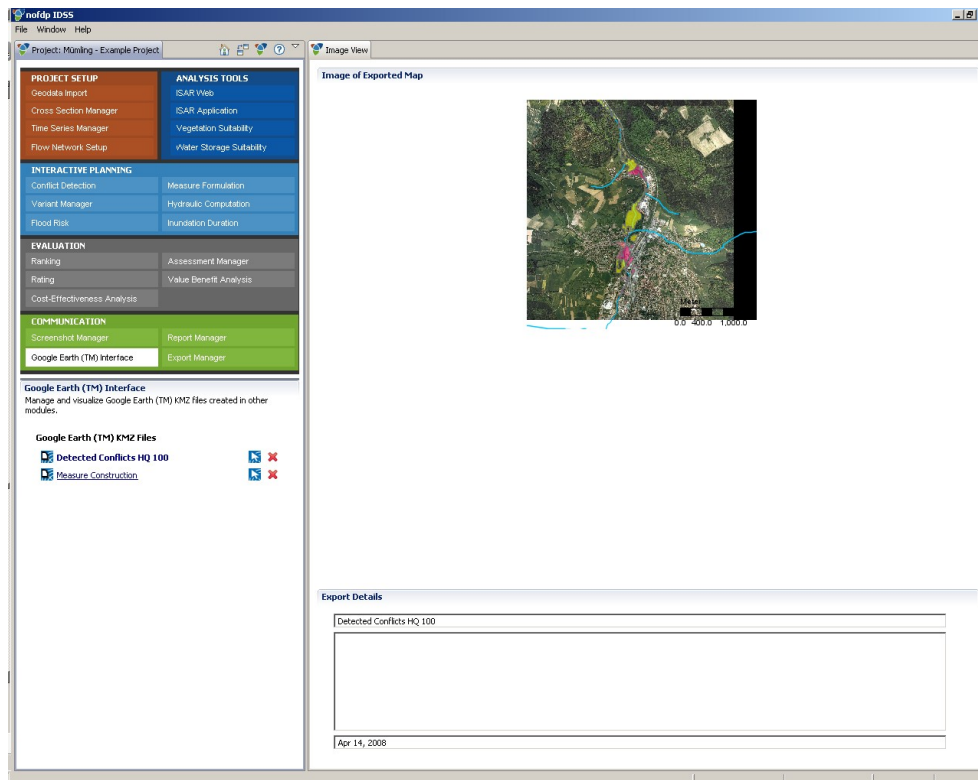 nofdp IDSS
File Window Help
Project: Mümling - Example Project
Image View
PROJECT SETUP
Geodata Import
Cross Section Manager
Time Series Manager
Flow Network Setup
ANALYSIS TOOLS
ISAR Web
ISAR Application
Vegetation Suitability
Water Storage Suitability
INTERACTIVE PLANNING
Conflict Detection Measure Formulation
Variant Manager Hydraulic Computation
Flood Risk Inundation Duration
EVALUATION
Ranking Assessment Manager
Rating Value Benefit Analysis
Cost-Effectiveness Analysis
COMMUNICATION
Screenshot Manager Report Manager
Google Earth (TM) Interface Export Manager
Google Earth (TM) Interface
Manage and visualize Google Earth (TM) KMZ files created in other
modules.
Google Earth (TM) KMZ Files
Detected Conflicts HQ 100
Measure Construction
Image of Exported Map
Meter
0.0 400.0 1,000.0
Export Details
Detected Conflicts HQ 100
Apr 14, 2008